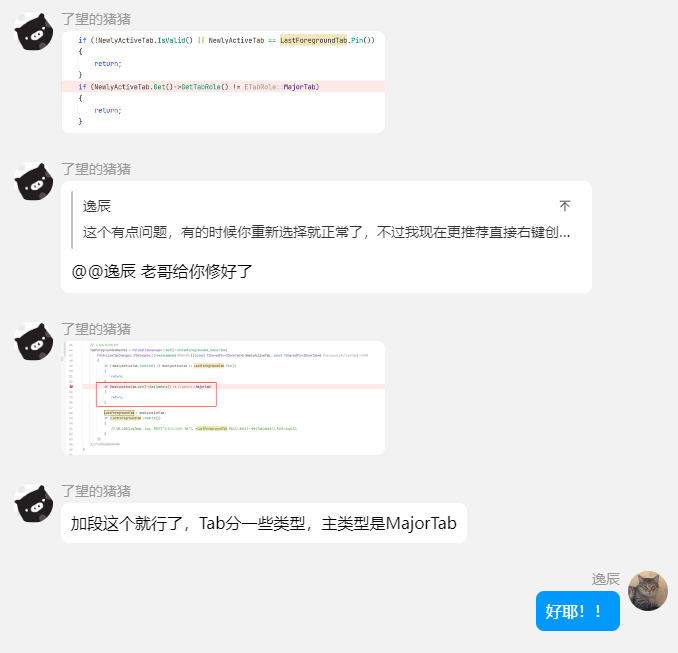 了望的猪猪
if (!NewlyActiveTab.IsValid() || NewlyActiveTab == LastForegroundTab.Pin())
{
return;
}
if (NewlyActiveTab.Get()->GetTabRole() != ETabRole::MajorTab)
{
return;
}
了望的猪猪
逸辰
这个有点问题，有的时候你重新选择就正常了，不过我现在更推荐直接右键创...
@@逸辰 老哥给你修好了
了望的猪猪
return;
return;
了望的猪猪
加段这个就行了，Tab分一些类型，主类型是MajorTab
逸辰
好耶！！